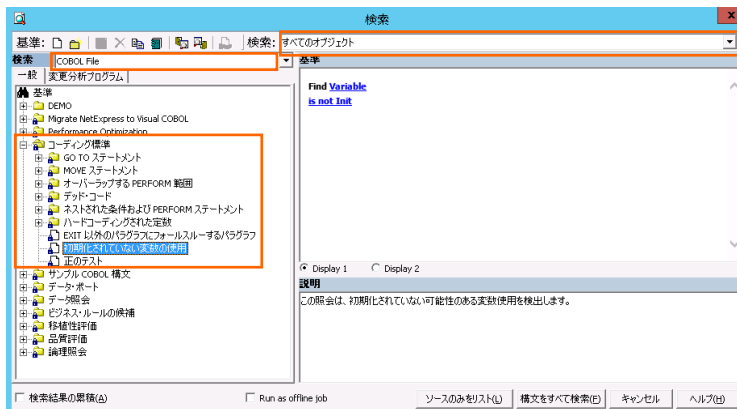 検索
基準: 検索: すべてのオブジェクト
検索 COBOL File
一般 変更分析プログラム
基準
DEMO
Migrate NetExpress to Visual COBOL
Performance Optimization
コーディング標準
GO TO ステートメント
MOVE ステートメント
オーバーラップする PERFORM 範囲
デッド・コード
ネストされた条件および PERFORM ステートメント
ハードコーディングされた定数
EXIT 以外のパラグラフにフォールスルーするパラグラフ
初期化されていない変数の使用
正のテスト
サンプル COBOL 構文
データ・ポート
データ照会
ビジネス・ルールの候補
移植性評価
品質評価
論理照会
基準
Find Variable
is not Init
Display 1 Display 2
説明
この照会は、初期化されていない可能性のある変数使用を検出します。
検索結果の累積(A) Run as offline job ソースのみをリスト(L) 構文をすべて検索(F) キャンセル ヘルプ(H)